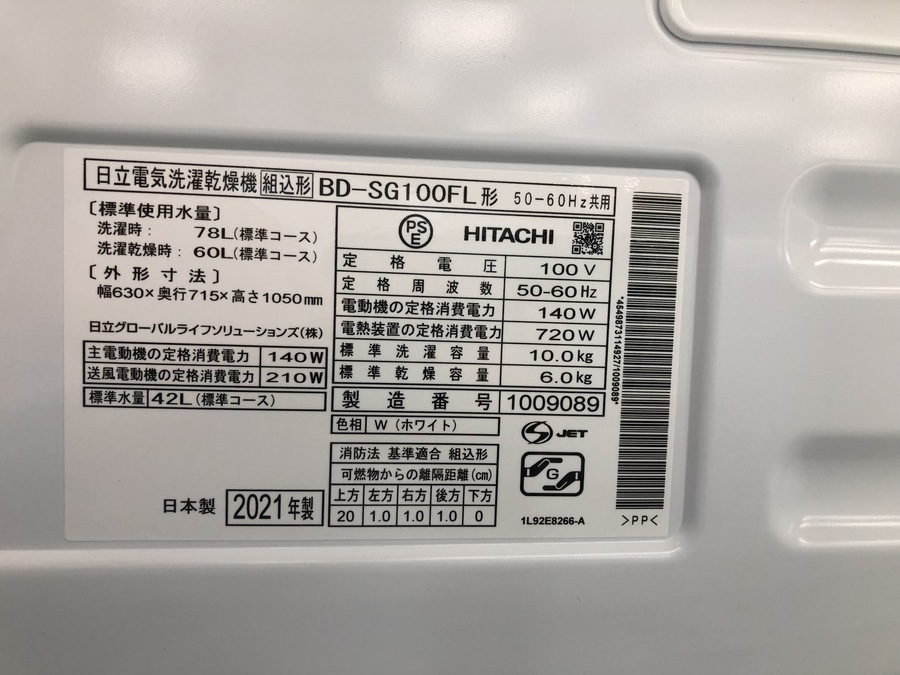 日立電気洗濯乾燥機 組込形 BD-SG100FL形 50-60Hz共用
〔標準使用水量〕
洗濯時： 78L(標準コース)
洗濯乾燥時： 60L(標準コース)
〔外形寸法〕
幅630×奥行715×高さ1050mm
日立グローバルライフソリューションズ(株)
主電動機の定格消費電力 140W
送風電動機の定格消費電力 210W
標準水量 42L(標準コース)
日本製 2021年製
PSE HITACHI
定格電圧 100V
定格周波数 50-60Hz
電動機の定格消費電力 140W
電熱装置の定格消費電力 720W
標準洗濯容量 10.0kg
標準乾燥容量 6.0kg
製造番号 1009089
色相 W(ホワイト)
消防法 基準適合 組込形
可燃物からの離隔距離(cm)
上方 左方 右方 後方 下方
20 1.0 1.0 1.0 0
S JET
G
1L92E8266-A
*4549873114927/1009089*
>PP<